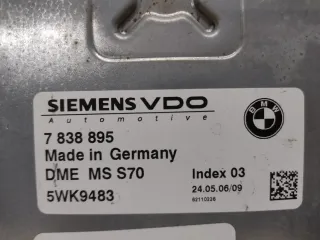 SIEMENS VDO
Automotive
BMW
7 838 895
Made in Germany
DME MS S70
Index 03
5WK9483
24.05.06/09